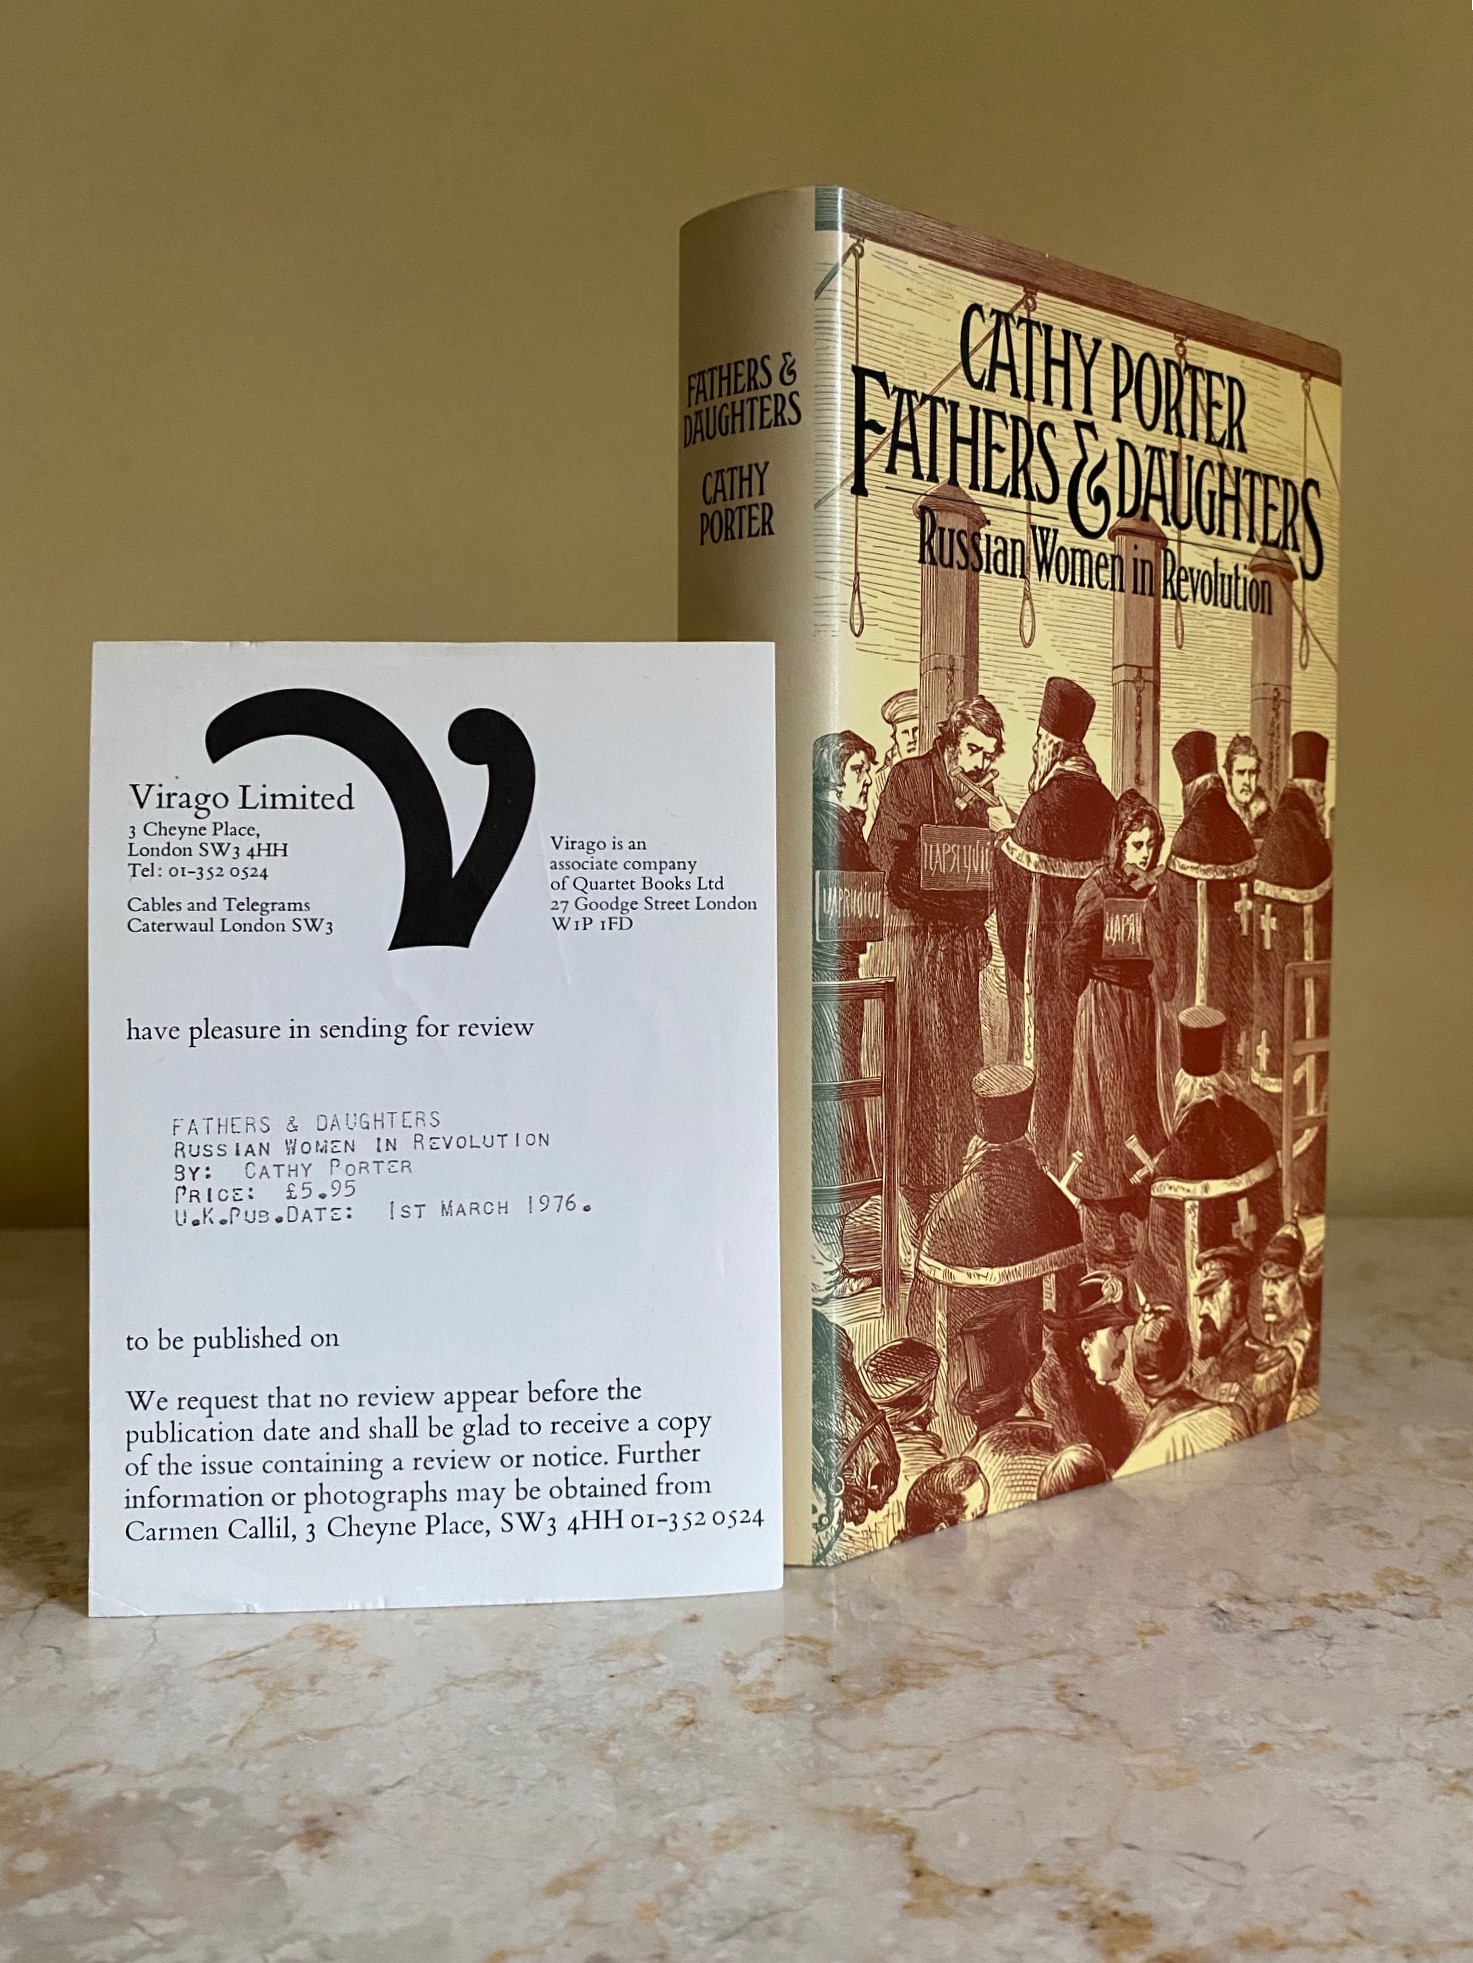 Virago Limited
3 Cheyne Place,
London SW3 4HH
Tel: 01-352 0524
Cables and Telegrams
Caterwaul London SW3
Virago is an
associate company
of Quartet Books Ltd
27 Goodge Street London
W1P 1FD
have pleasure in sending for review
FATHERS & DAUGHTERS
RUSSIAN WOMEN IN REVOLUTION
BY: CATHY PORTER
PRICE: £5.95
U.K.PUB.DATE: 1ST MARCH 1976.
to be published on
We request that no review appear before the
publication date and shall be glad to receive a copy
of the issue containing a review or notice. Further
information or photographs may be obtained from
Carmen Callil, 3 Cheyne Place, SW3 4HH 01-352 0524
FATHERS &
DAUGHTERS
CATHY
PORTER
CATHY PORTER
FATHERS & DAUGHTERS
Russian Women in Revolution